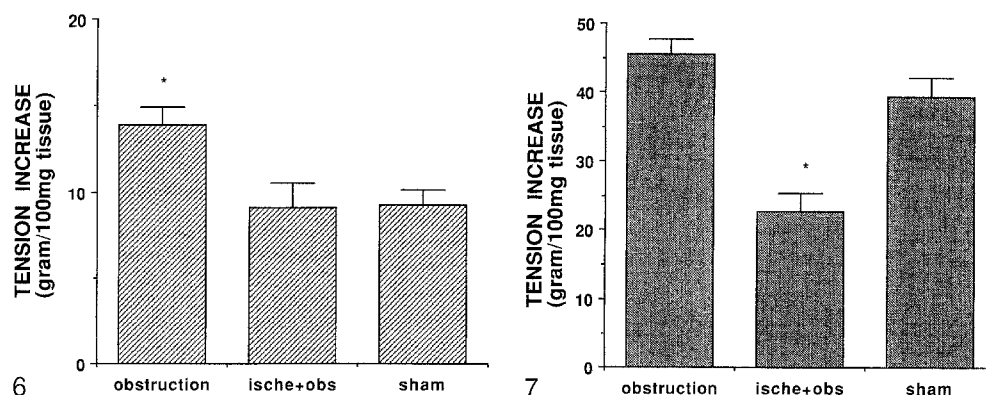 TENSION INCREASE
(gram/100mg tissue)
20
10
0
*
obstruction
ische+obs
sham
6
TENSION INCREASE
(gram/100mg tissue)
50
40
30
20
10
0
*
obstruction
ische+obs
sham
7